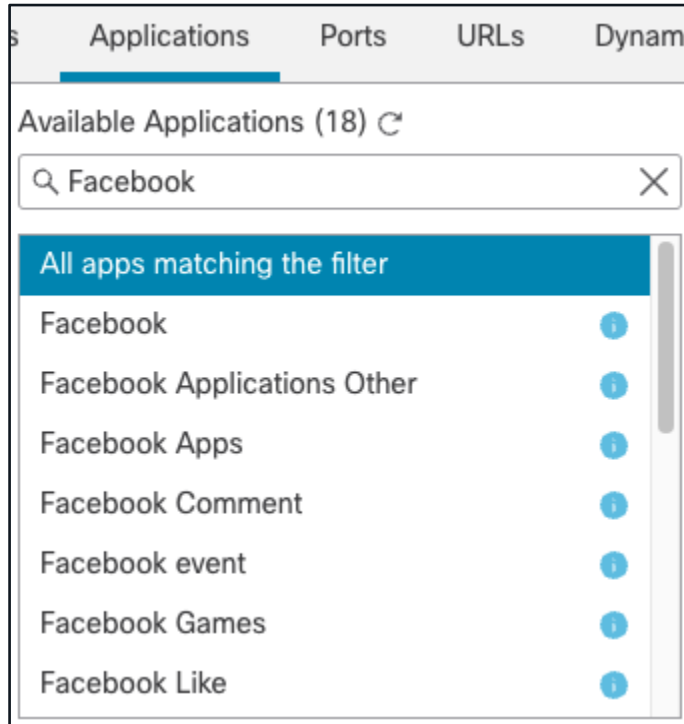 s Applications Ports URLs Dynam
Available Applications (18)
Facebook
All apps matching the filter
Facebook
Facebook Applications Other
Facebook Apps
Facebook Comment
Facebook event
Facebook Games
Facebook Like